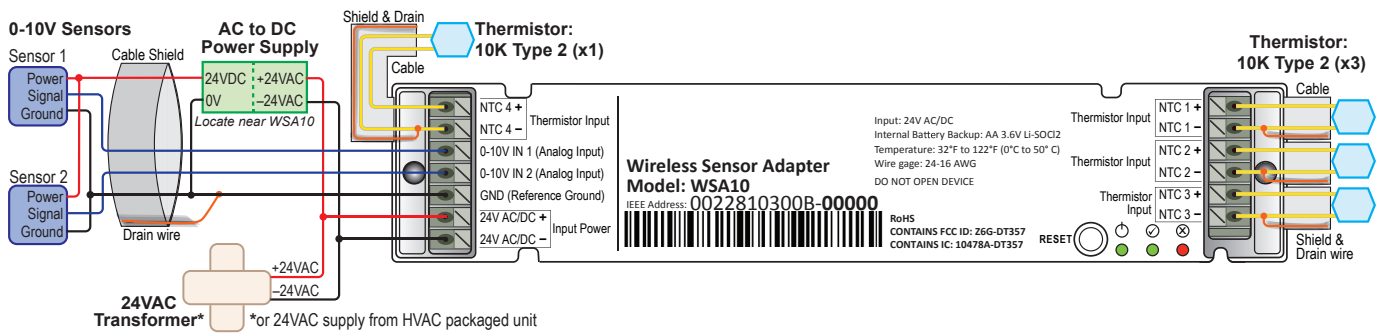 0-10V Sensors
Sensor 1
Power
Signal
Ground
Sensor 2
Power
Signal
Ground
Cable Shield
Drain wire
AC to DC
Power Supply
24VDC
+24VAC
0V
–24VAC
Locate near WSA10
Shield & Drain
Cable
Thermistor:
10K Type 2 (x1)
NTC 4 +
NTC 4 –
Thermistor Input
0-10V IN 1 (Analog Input)
0-10V IN 2 (Analog Input)
GND (Reference Ground)
24V AC/DC +
24V AC/DC –
Input Power
+24VAC
–24VAC
24VAC
Transformer*
*or 24VAC supply from HVAC packaged unit
Wireless Sensor Adapter
Model: WSA10
IEEE Address: 0022810300B-00000
Input: 24V AC/DC
Internal Battery Backup: AA 3.6V Li-SOCI2
Temperature: 32°F to 122°F (0°C to 50° C)
Wire gage: 24-16 AWG
DO NOT OPEN DEVICE
RoHS
CONTAINS FCC ID: Z6G-DT357
CONTAINS IC: 10478A-DT357
RESET
Thermistor:
10K Type 2 (x3)
Cable
Thermistor Input
NTC 1 +
NTC 1 –
Thermistor Input
NTC 2 +
NTC 2 –
Thermistor
Input
NTC 3 +
NTC 3 –
Shield &
Drain wire